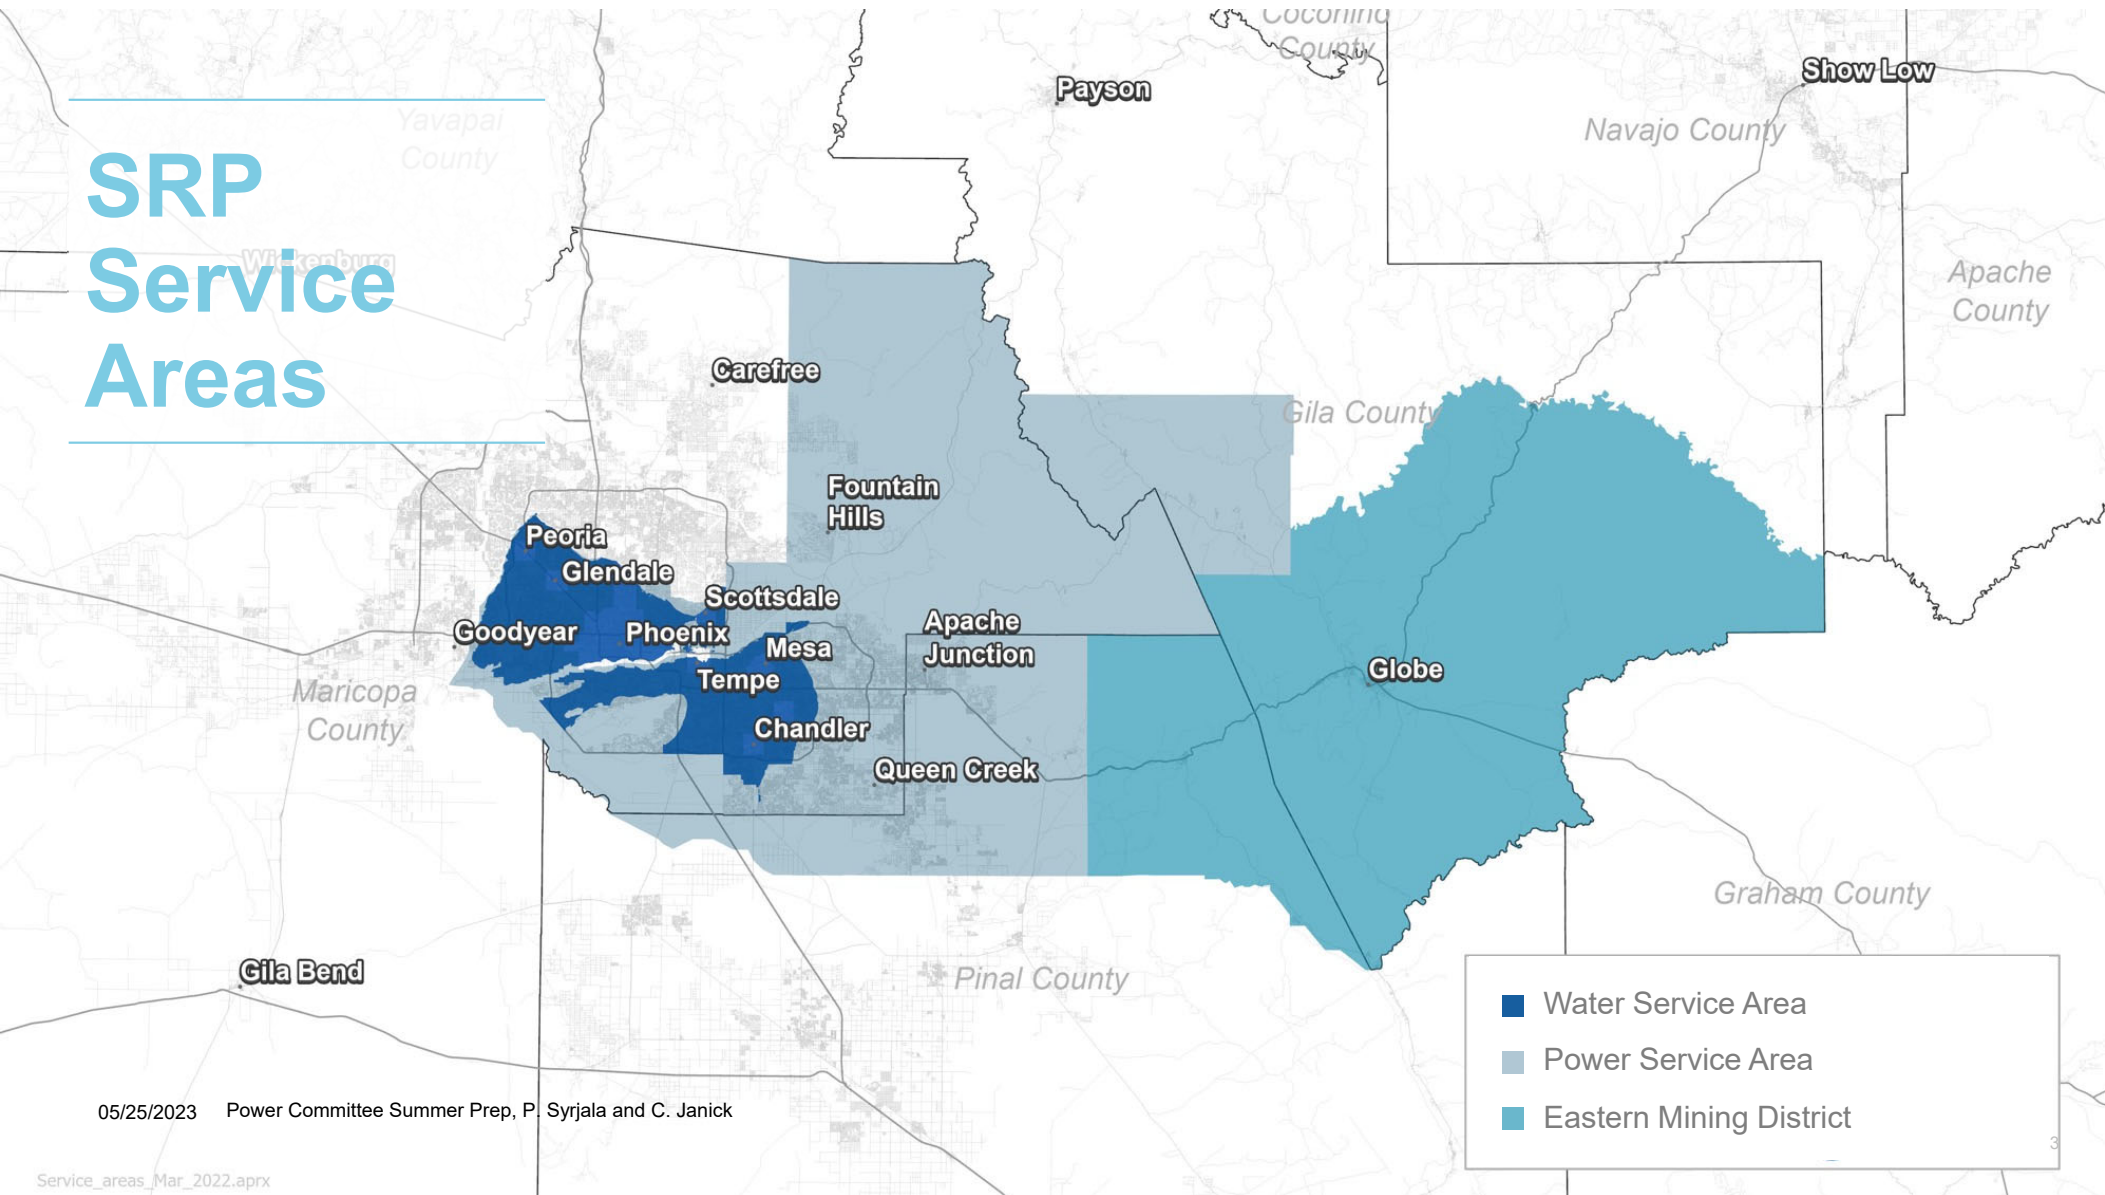 Coconino
County
Payson
Show Low
Navajo County
Yavapai
County
SRP
Service
Areas
Wickenburg
Apache
County
Carefree
Gila County
Fountain
Hills
Peoria
Glendale
Scottsdale
Goodyear
Phoenix
Mesa
Apache
Junction
Tempe
Globe
Maricopa
County
Chandler
Queen Creek
Graham County
Gila Bend
Pinal County
Water Service Area
Power Service Area
Eastern Mining District
05/25/2023 Power Committee Summer Prep, P. Syrjala and C. Janick
3
Service_areas_Mar_2022.aprx